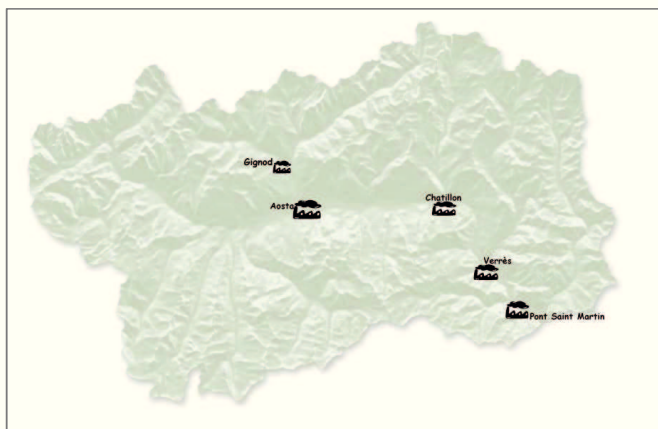 Gignod
Aosta
Chatillon
Verrès
Pont Saint Martin